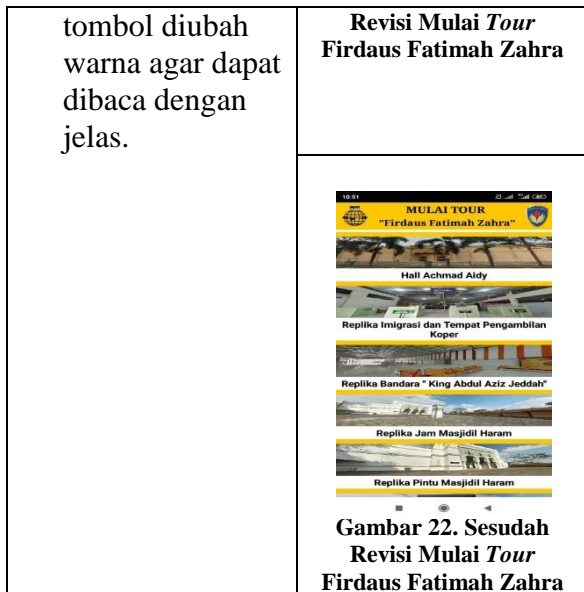 tombol diubah
warna agar dapat
dibaca dengan
jelas.
Revisi Mulai Tour
Firdaus Fatimah Zahra
10:51
MULAI TOUR
"Firdaus Fatimah Zahra"
Hall Achmad Aidy
Replika Imigrasi dan Tempat Pengambilan
Koper
Replika Bandara " King Abdul Aziz Jeddah"
Replika Jam Masjidil Haram
Replika Pintu Masjidil Haram
Gambar 22. Sesudah
Revisi Mulai Tour
Firdaus Fatimah Zahra